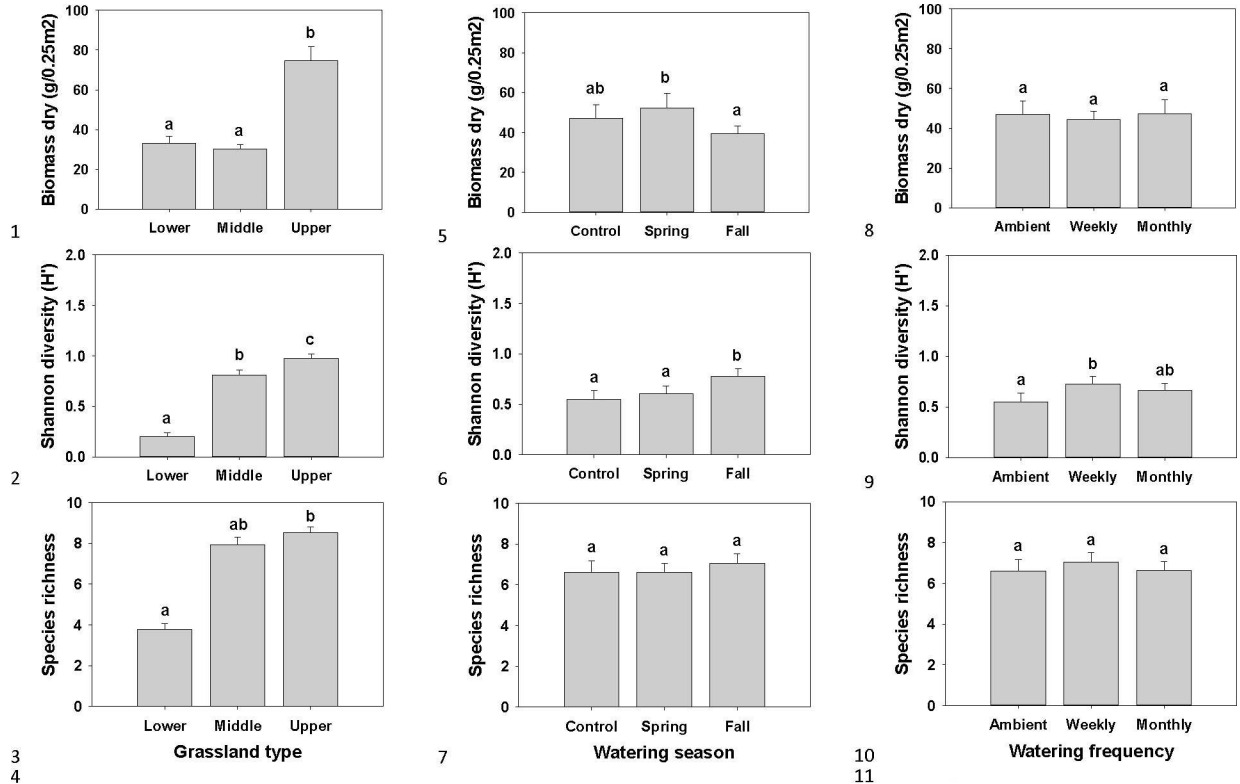 Biomass dry (g/0.25m2)
100
80
60
40
20
0
a
a
b
Lower Middle Upper
1
Biomass dry (g/0.25m2)
100
80
60
40
20
0
ab
b
a
Control Spring Fall
5
Biomass dry (g/0.25m2)
100
80
60
40
20
0
a
a
a
Ambient Weekly Monthly
8
Shannon diversity (H')
2.0
1.5
1.0
0.5
0.0
a
b
c
Lower Middle Upper
2
Shannon diversity (H')
2.0
1.5
1.0
0.5
0.0
a
a
b
Control Spring Fall
6
Shannon diversity (H')
2.0
1.5
1.0
0.5
0.0
a
b
ab
Ambient Weekly Monthly
9
Species richness
10
8
6
4
2
0
a
ab
b
Lower Middle Upper
Grassland type
3
4
Species richness
10
8
6
4
2
0
a
a
a
Control Spring Fall
Watering season
7
Species richness
10
8
6
4
2
0
a
a
a
Ambient Weekly Monthly
Watering frequency
10
11